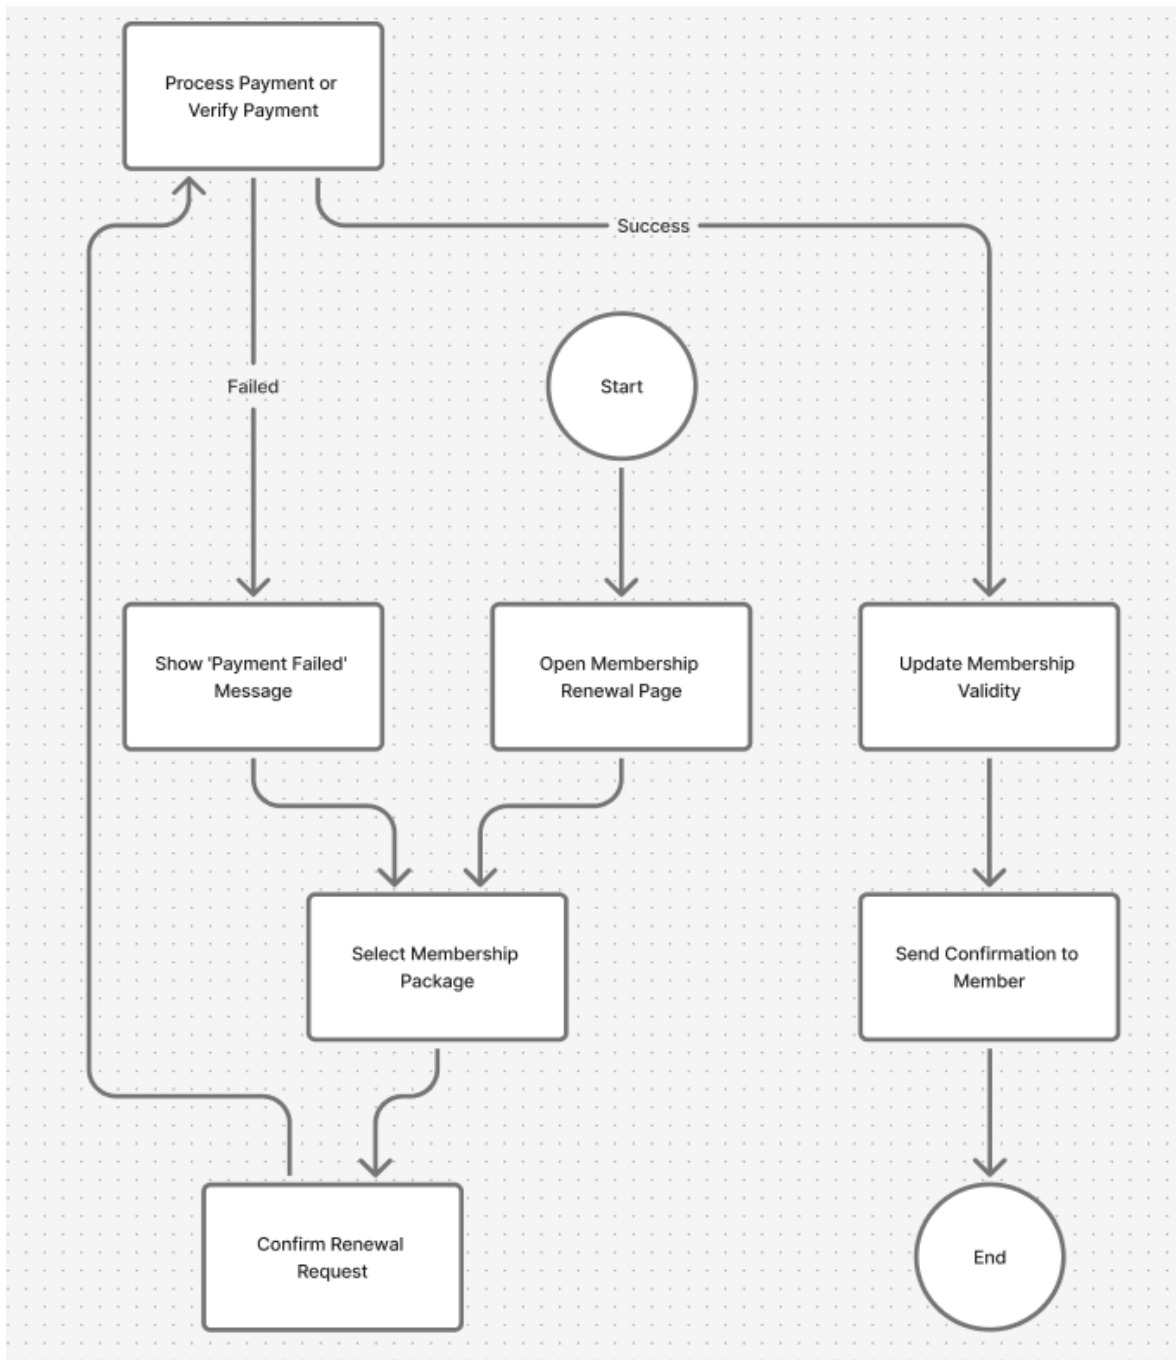 Process Payment or
Verify Payment
Success
Failed
Start
Show 'Payment Failed'
Message
Open Membership
Renewal Page
Update Membership
Validity
Select Membership
Package
Send Confirmation to
Member
Confirm Renewal
Request
End